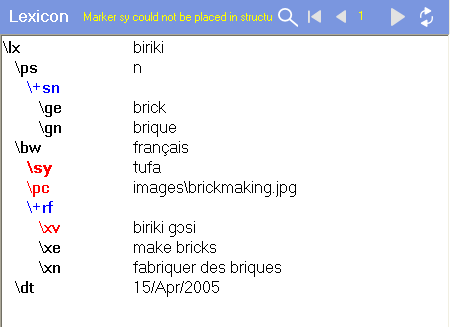 Lexicon Marker sy could not be placed in structu 1
\lx biriki
\ps n
\+sn
\ge brick
\gn brique
\bw français
\sy tufa
\pc images\brickmaking.jpg
\+rf
\xv biriki gɔsi
\xe make bricks
\xn fabriquer des briques
\dt 15/Apr/2005